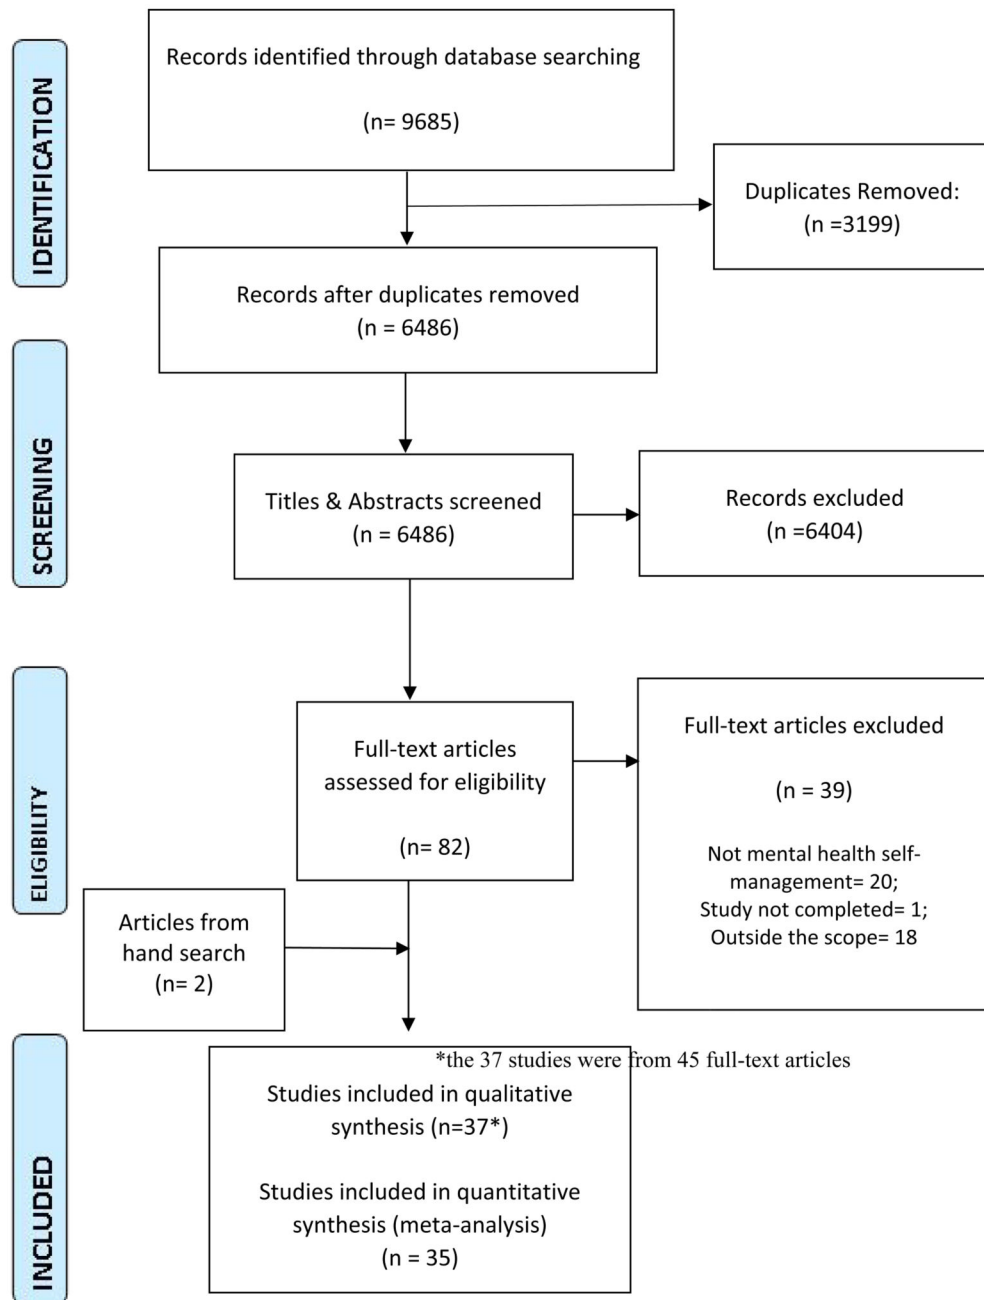 IDENTIFICATION
Records identified through database searching
(n= 9685)
Duplicates Removed:
(n =3199)
Records after duplicates removed
(n = 6486)
SCREENING
Titles & Abstracts screened
(n = 6486)
Records excluded
(n =6404)
ELIGIBILITY
Full-text articles
assessed for eligibility
(n= 82)
Full-text articles excluded
(n = 39)
Not mental health self-
management= 20;
Study not completed= 1;
Outside the scope= 18
Articles from
hand search
(n= 2)
INCLUDED
*the 37 studies were from 45 full-text articles
Studies included in qualitative
synthesis (n=37*)
Studies included in quantitative
synthesis (meta-analysis)
(n = 35)